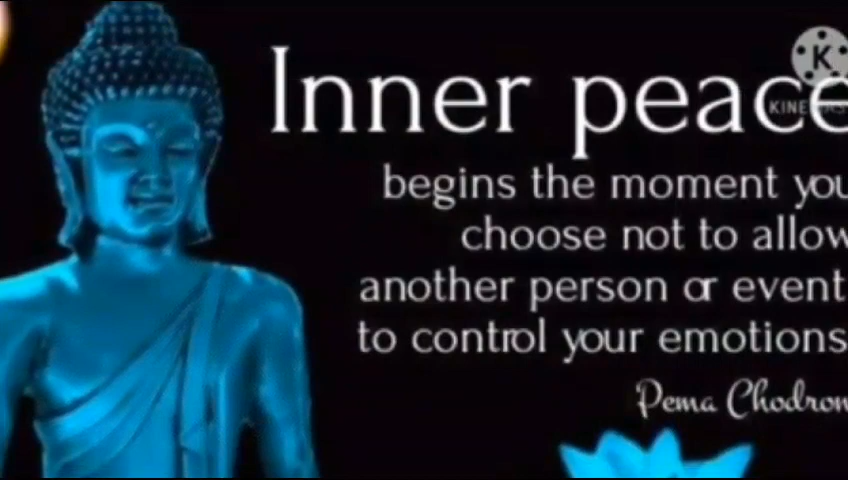 Inner peace
begins the moment you
choose not to allow
another person or event
to control your emotions
Pema Chodron
K
KINEMAS